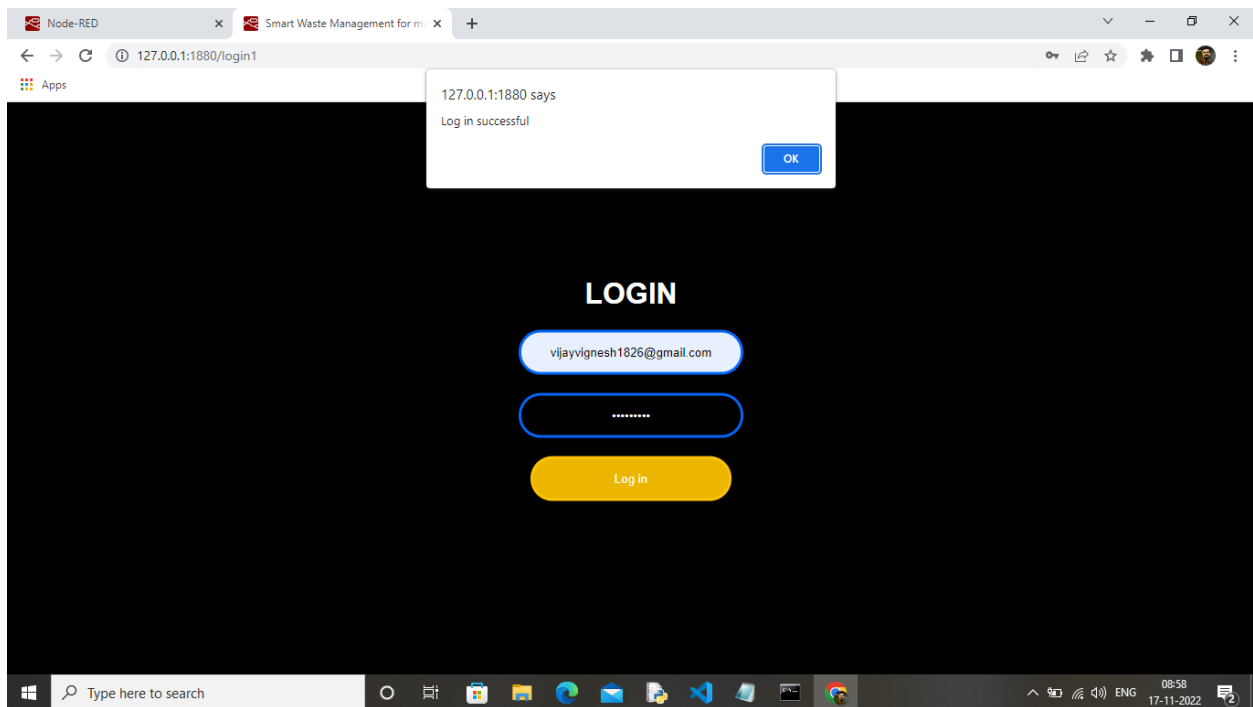 Node-RED
Smart Waste Management for m
127.0.0.1:1880/login1
Apps
127.0.0.1:1880 says
Log in successful
OK
LOGIN
vijayvignesh1826@gmail.com
•••••••••
Log in
Type here to search
ENG
08:58
17-11-2022
2